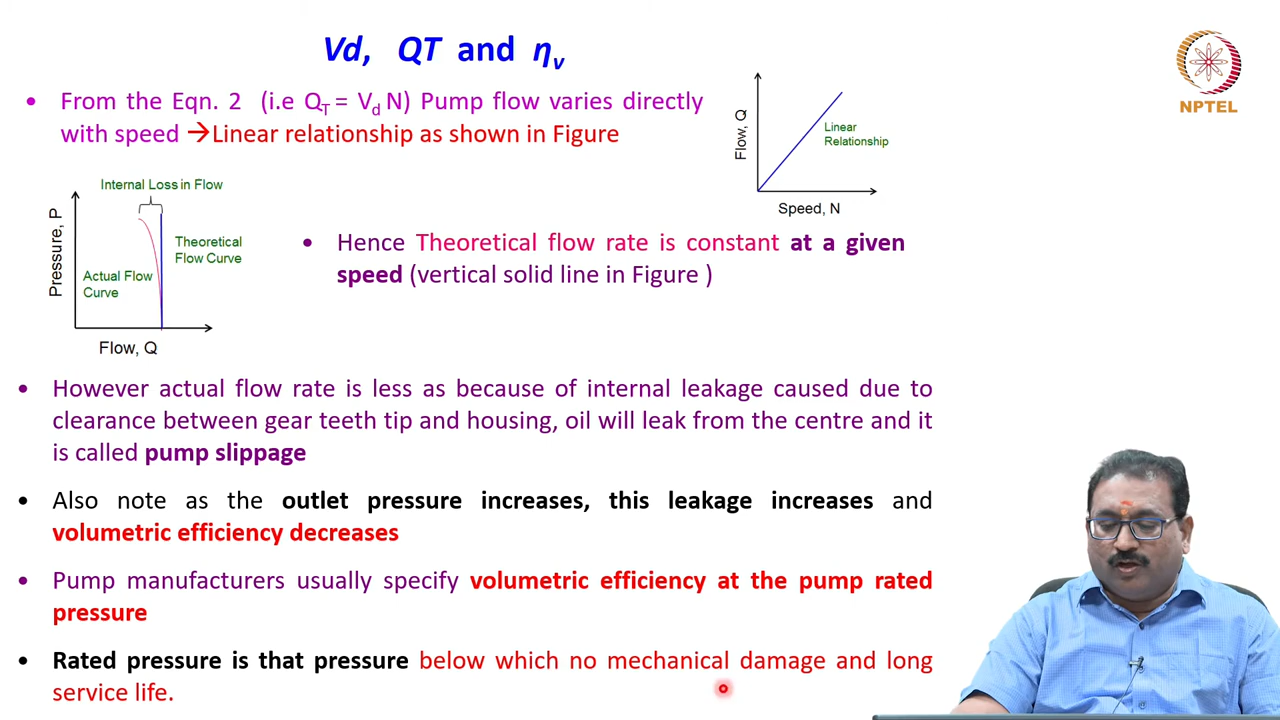 Vd, QT and ηv
NPTEL
• From the Eqn. 2 (i.e QT = Vd N) Pump flow varies directly
with speed →Linear relationship as shown in Figure
Flow, Q
Linear
Relationship
Speed, N
Internal Loss in Flow
Pressure, P
Theoretical
Flow Curve
Actual Flow
Curve
Flow, Q
• Hence Theoretical flow rate is constant at a given
speed (vertical solid line in Figure )
• However actual flow rate is less as because of internal leakage caused due to
clearance between gear teeth tip and housing, oil will leak from the centre and it
is called pump slippage
• Also note as the outlet pressure increases, this leakage increases and
volumetric efficiency decreases
• Pump manufacturers usually specify volumetric efficiency at the pump rated
pressure
• Rated pressure is that pressure below which no mechanical damage and long
service life.